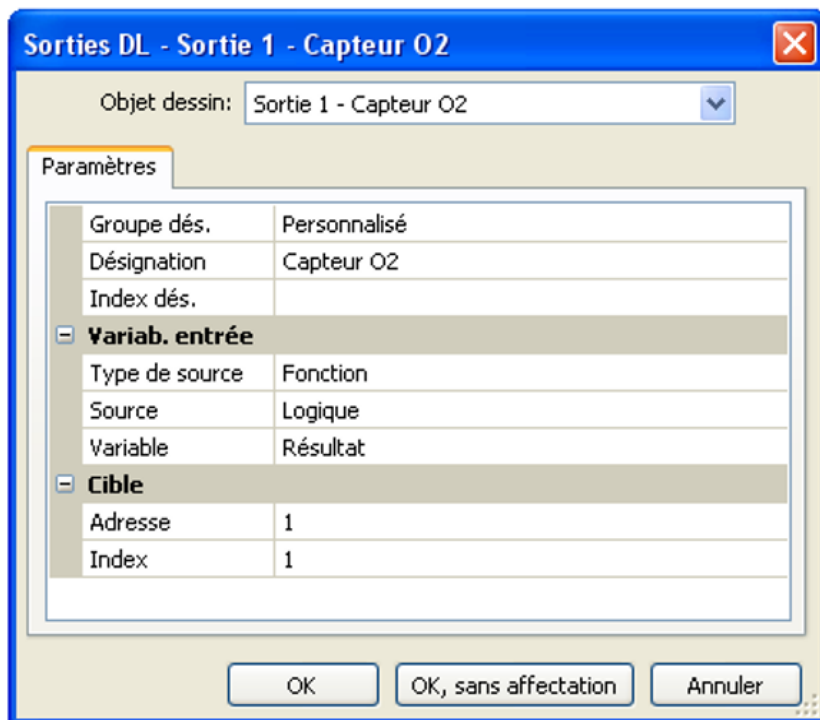 Sorties DL - Sortie 1 - Capteur O2
Objet dessin: Sortie 1 - Capteur O2
Paramètres
Groupe dés. Personnalisé
Désignation Capteur O2
Index dés.
Variab. entrée
Type de source Fonction
Source Logique
Variable Résultat
Cible
Adresse 1
Index 1
OK OK, sans affectation Annuler